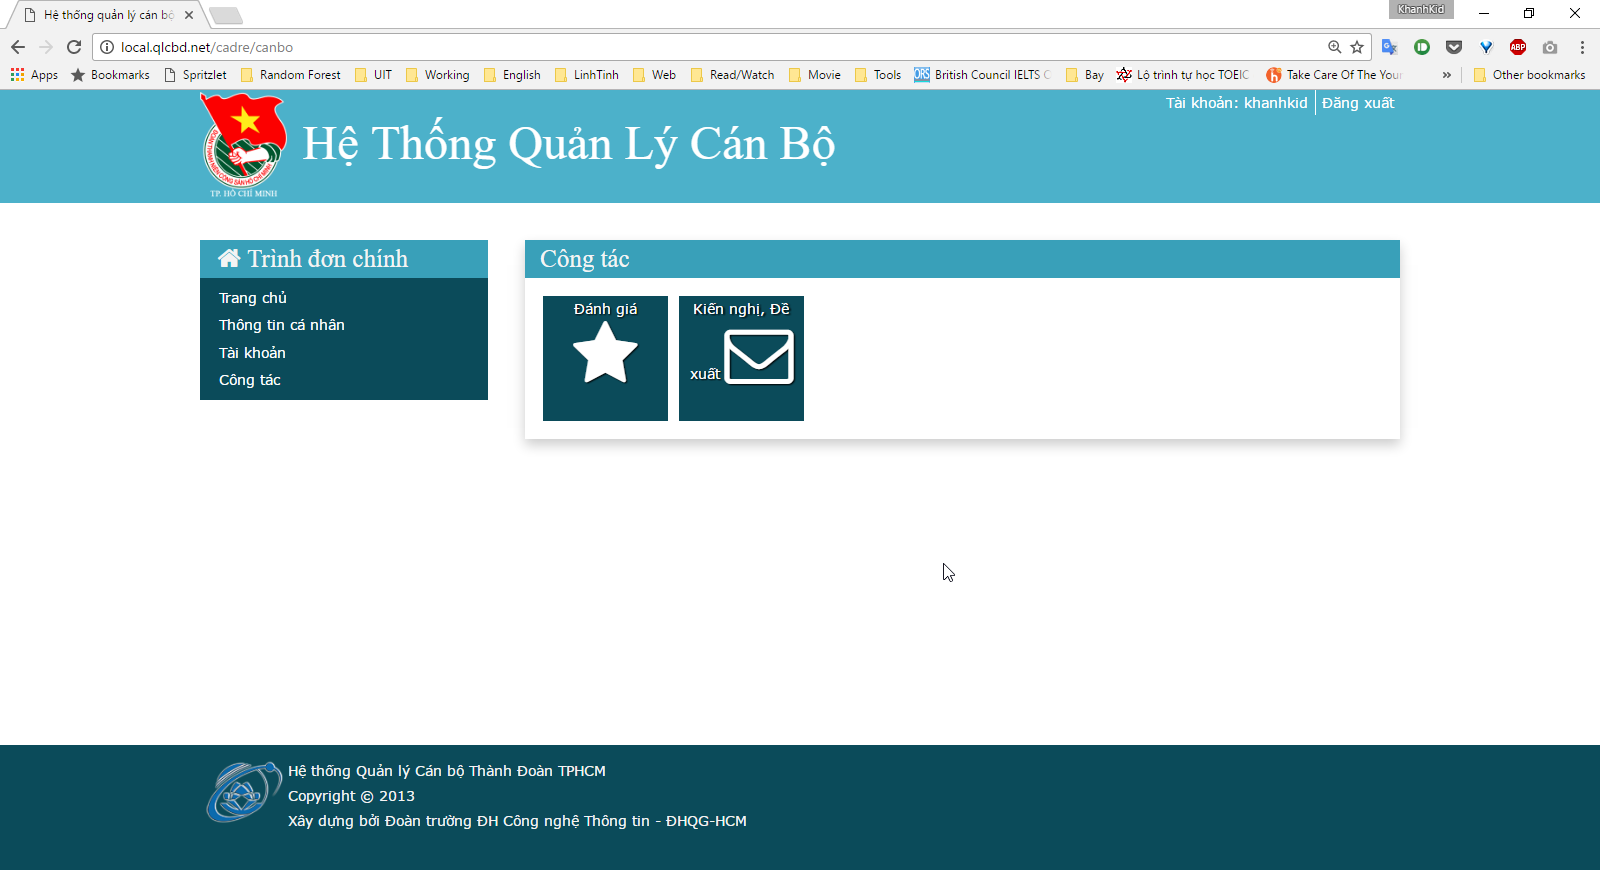 Hệ thống quản lý cán bộ
KhanhKid
local.qlcbd.net/cadre/canbo
Apps Bookmarks Spritzlet Random Forest UIT Working English LinhTinh Web Read/Watch Movie Tools British Council IELTS Bay Lộ trình tự học TOEIC Take Care Of The Your » Other bookmarks
Tài khoản: khanhkid Đăng xuất
Hệ Thống Quản Lý Cán Bộ
TP. HỒ CHÍ MINH
Trình đơn chính
Trang chủ
Thông tin cá nhân
Tài khoản
Công tác
Công tác
Đánh giá
Kiến nghị, Đề
xuất
Hệ thống Quản lý Cán bộ Thành Đoàn TPHCM
Copyright © 2013
Xây dựng bởi Đoàn trường ĐH Công nghệ Thông tin - ĐHQG-HCM